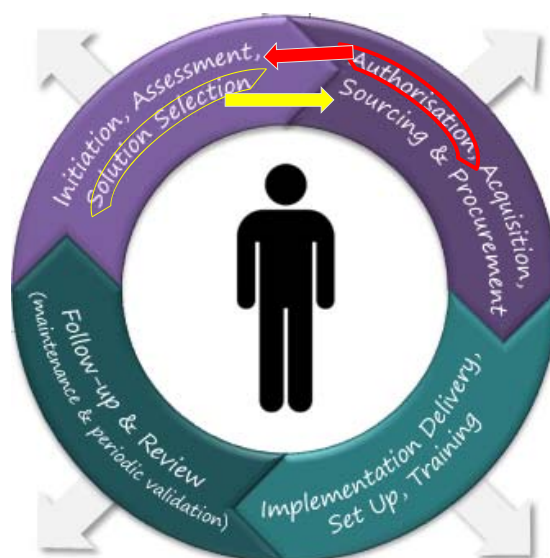 Initiation, Assessment,
Solution Selection
Authorisation, Acquisition,
Sourcing & Procurement
Implementation Delivery,
Set Up, Training
Follow-up & Review
(maintenance & periodic validation)